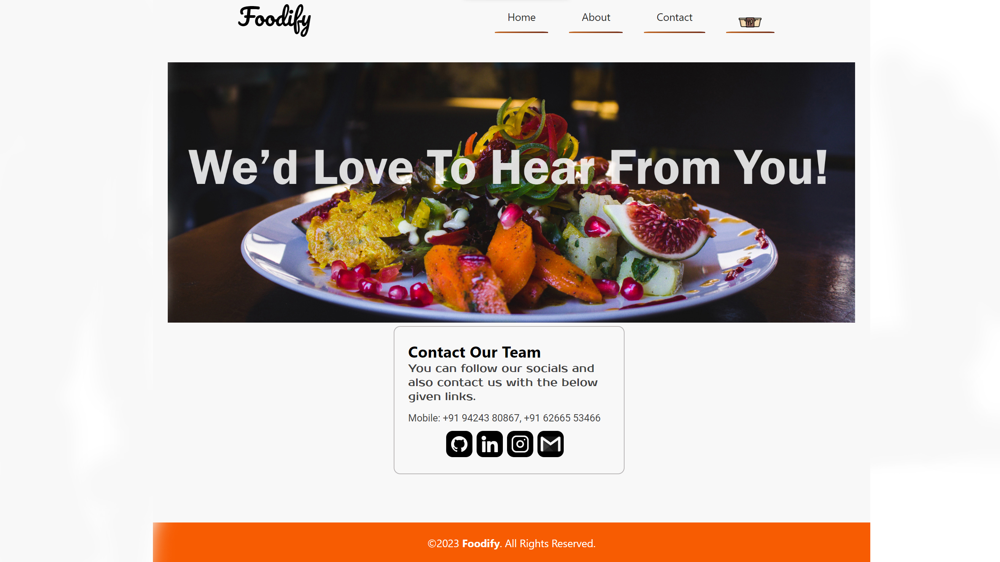 Foodify
Home
About
Contact
We’d Love To Hear From You!
Contact Our Team
You can follow our socials and
also contact us with the below
given links.
Mobile: +91 94243 80867, +91 62665 53466
in
©2023 Foodify. All Rights Reserved.